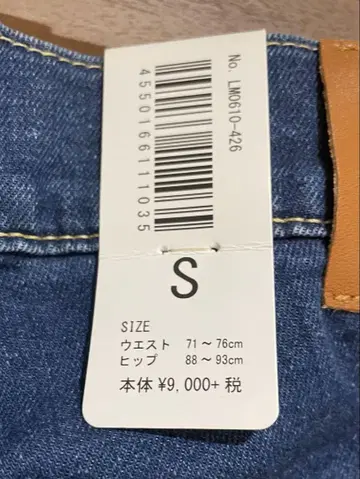 No. LM0610-426
4550166111035
S
SIZE
ウエスト 71～76cm
ヒップ 88～93cm
本体 ¥9,000+ 税